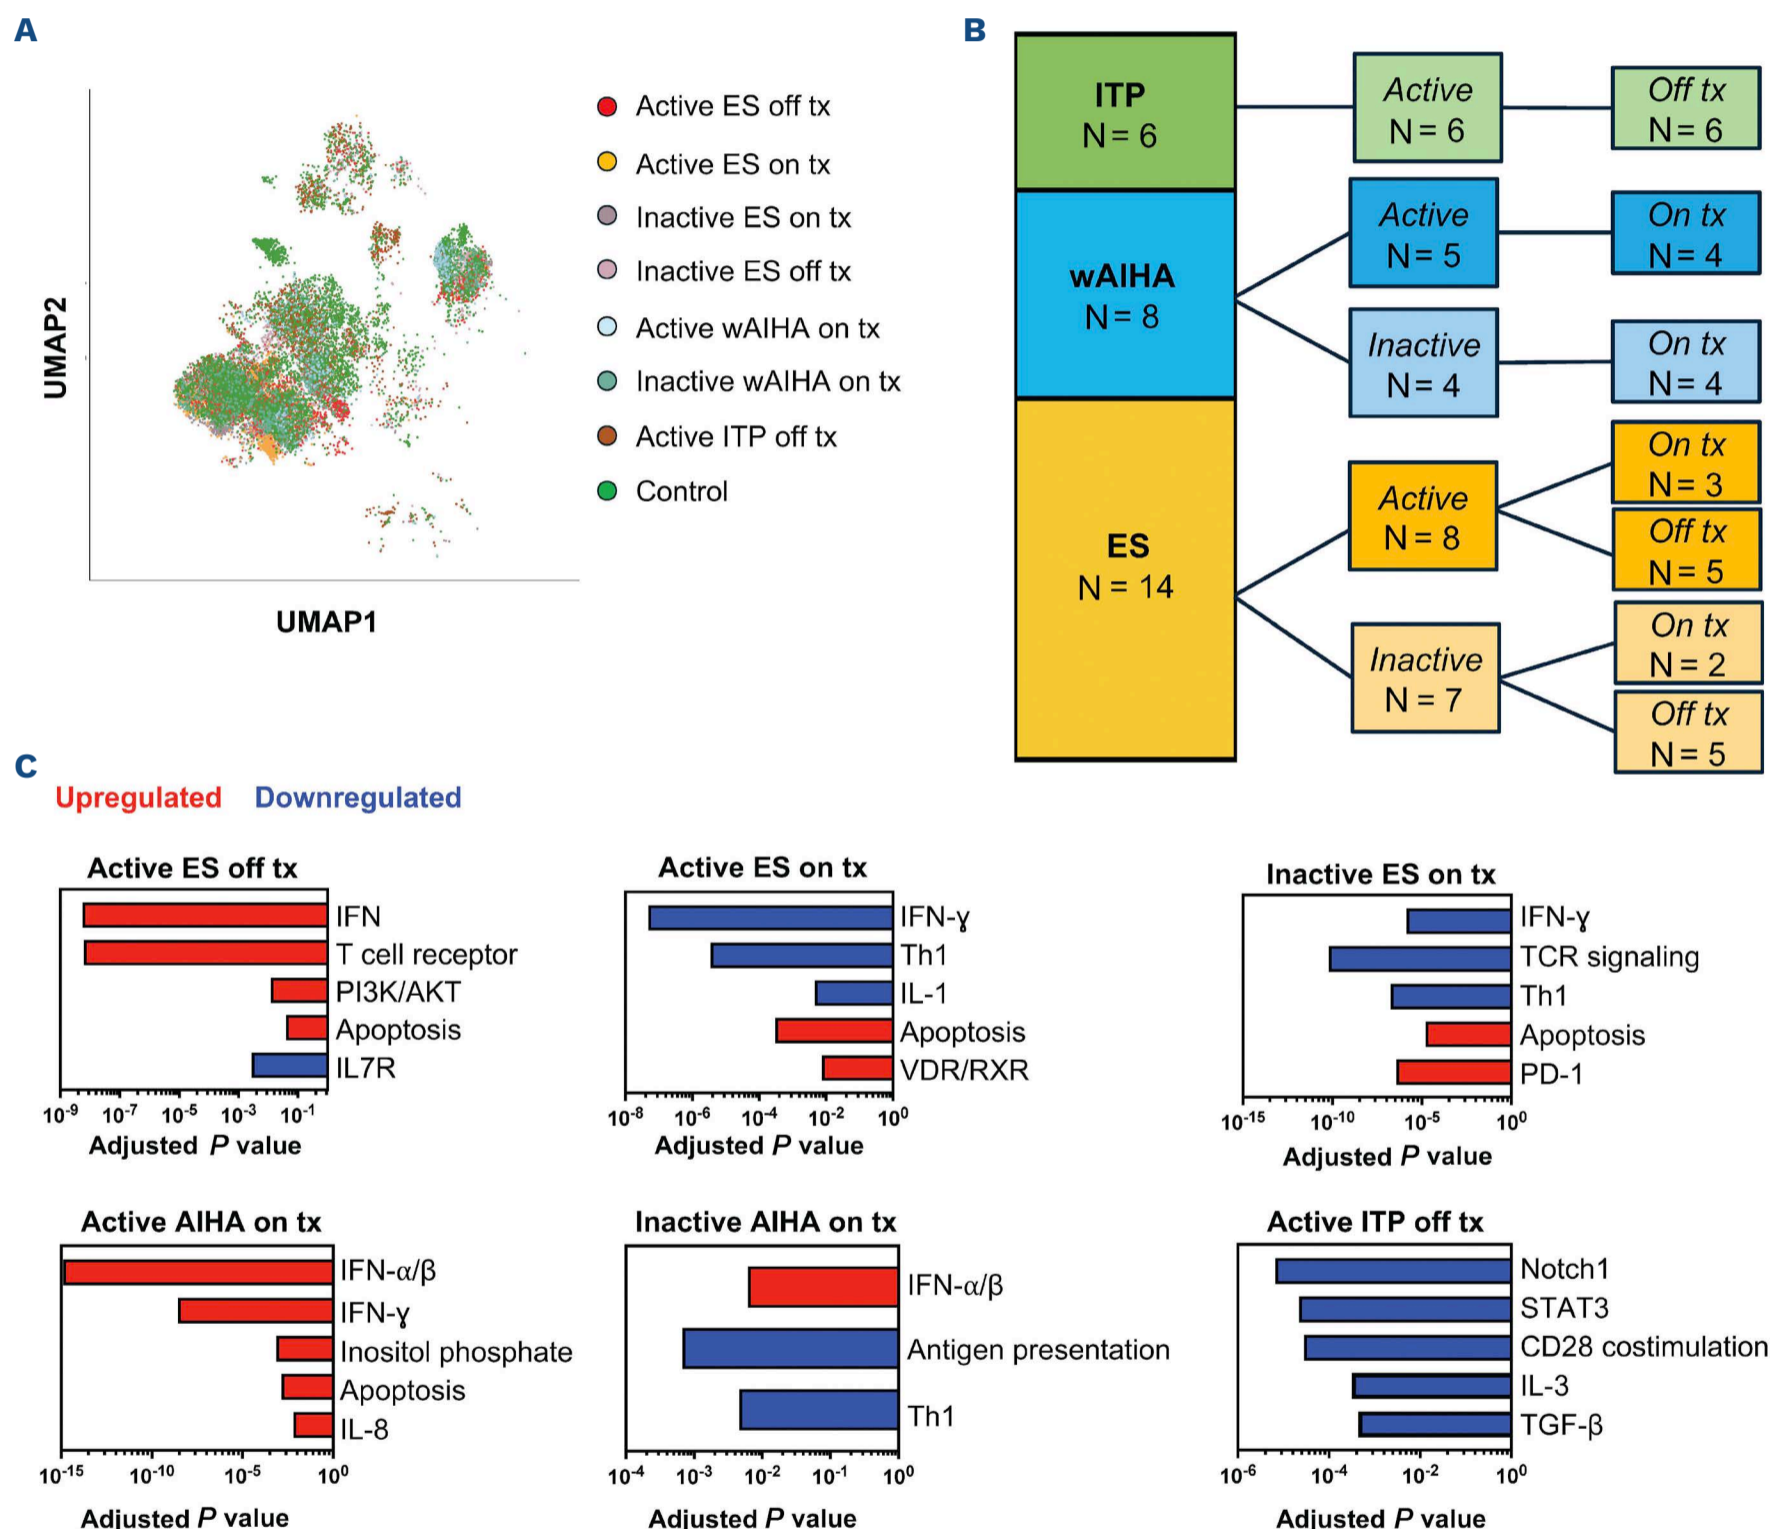 A
UMAP2
UMAP1
Active ES off tx
Active ES on tx
Inactive ES on tx
Inactive ES off tx
Active wAIHA on tx
Inactive wAIHA on tx
Active ITP off tx
Control
B
ITP
N = 6
Active
N = 6
Off tx
N = 6
wAIHA
N = 8
Active
N = 5
On tx
N = 4
Inactive
N = 4
On tx
N = 4
ES
N = 14
Active
N = 8
On tx
N = 3
Off tx
N = 5
Inactive
N = 7
On tx
N = 2
Off tx
N = 5
C
Upregulated Downregulated
Active ES off tx
IFN
T cell receptor
PI3K/AKT
Apoptosis
IL7R
10-9 10-7 10-5 10-3 10-1
Adjusted P value
Active ES on tx
IFN-ɣ
Th1
IL-1
Apoptosis
VDR/RXR
10-8 10-6 10-4 10-2 100
Adjusted P value
Inactive ES on tx
IFN-ɣ
TCR signaling
Th1
Apoptosis
PD-1
10-15 10-10 10-5 100
Adjusted P value
Active AIHA on tx
IFN-α/β
IFN-ɣ
Inositol phosphate
Apoptosis
IL-8
10-15 10-10 10-5 100
Adjusted P value
Inactive AIHA on tx
IFN-α/β
Antigen presentation
Th1
10-4 10-3 10-2 10-1 100
Adjusted P value
Active ITP off tx
Notch1
STAT3
CD28 costimulation
IL-3
TGF-β
10-6 10-4 10-2 100
Adjusted P value